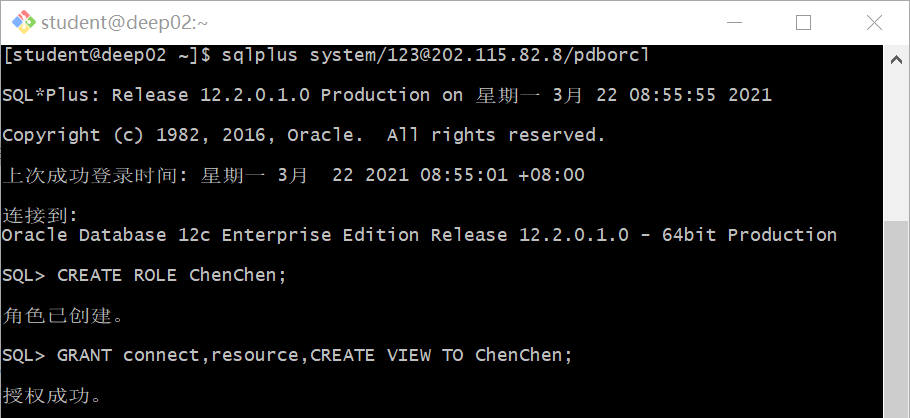 student@deep02:~
[student@deep02 ~]$ sqlplus system/123@202.115.82.8/pdborcl
SQL*Plus: Release 12.2.0.1.0 Production on 星期一 3月 22 08:55:55 2021
Copyright (c) 1982, 2016, Oracle.  All rights reserved.
上次成功登录时间: 星期一 3月  22 2021 08:55:01 +08:00
连接到:
Oracle Database 12c Enterprise Edition Release 12.2.0.1.0 - 64bit Production
SQL> CREATE ROLE ChenChen;
角色已创建。
SQL> GRANT connect,resource,CREATE VIEW TO ChenChen;
授权成功。